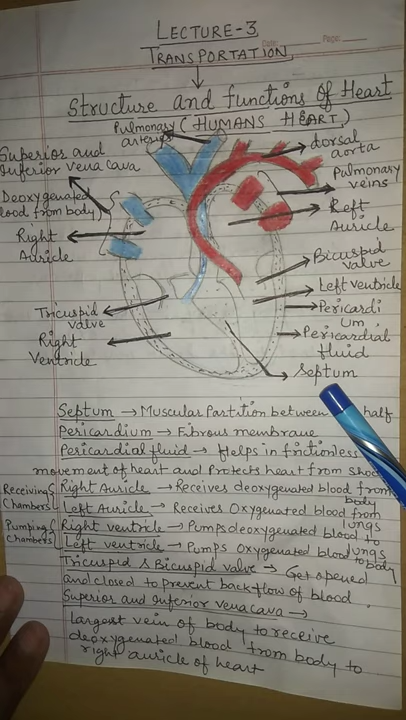 LECTURE-3
Date: Page:
TRANSPORTATION
Structure and functions of Heart
(HUMANS HEART)
Pulmonary
arteries
dorsal
aorta
Superior and
Inferior vena cava
Pulmonary
veins
Deoxygenated
blood from body
Left
Auricle
Right
Auricle
Bicuspid
valve
Left ventricle
Tricuspid
valve
Pericardi
um
Right
Ventricle
Pericardial
fluid
Septum
Septum → Muscular Partition between half
Pericardium → Fibrous membrane
Pericardial fluid → Helps in frictionless
movement of heart and Protects heart from shock
Receiving Chambers { Right Auricle → Receives deoxygenated blood from body
Left Auricle → Receives Oxygenated blood from lungs
Pumping Chambers { Right ventricle → Pumps deoxygenated blood to lungs
Left ventricle → Pumps Oxygenated blood to body
Tricuspid & Bicuspid valve → Get opened
and closed to prevent backflow of blood.
Superior and Inferior venacava →
largest vein of body to receive
deoxygenated blood from body to
right auricle of heart